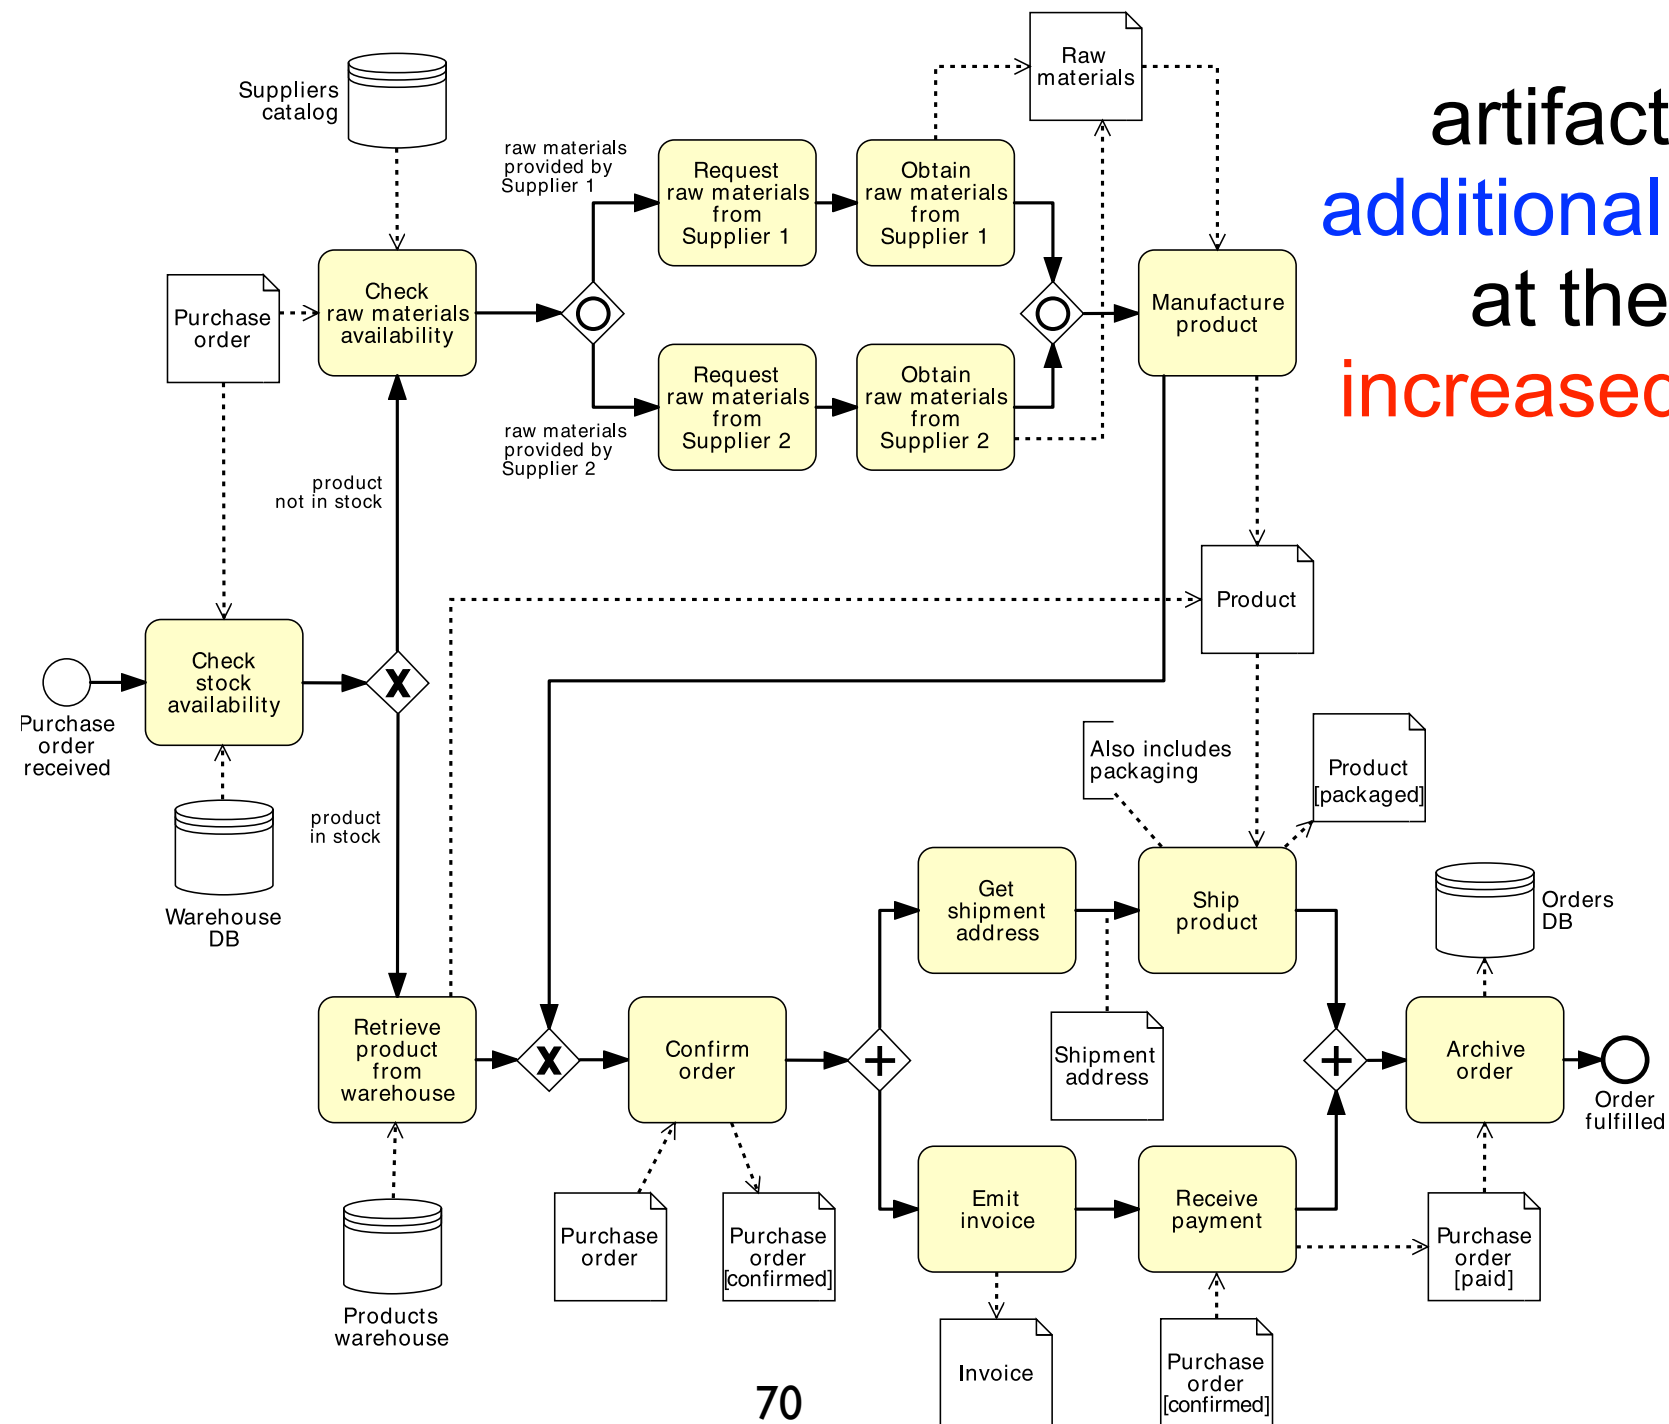 Raw
materials
artifact
additional
at the
increased
Suppliers
catalog
raw materials
provided by
Supplier 1
Request
raw materials
from
Supplier 1
Obtain
raw materials
from
Supplier 1
Purchase
order
Check
raw materials
availability
Manufacture
product
raw materials
provided by
Supplier 2
Request
raw materials
from
Supplier 2
Obtain
raw materials
from
Supplier 2
product
not in stock
Product
Check
stock
availability
X
Purchase
order
received
Also includes
packaging
Product
[packaged]
product
in stock
Warehouse
DB
Get
shipment
address
Ship
product
Orders
DB
Retrieve
product
from
warehouse
X
Confirm
order
Shipment
address
Archive
order
Order
fulfilled
Purchase
order
Purchase
order
[confirmed]
Emit
invoice
Receive
payment
Purchase
order
[paid]
Products
warehouse
Invoice
Purchase
order
[confirmed]
70